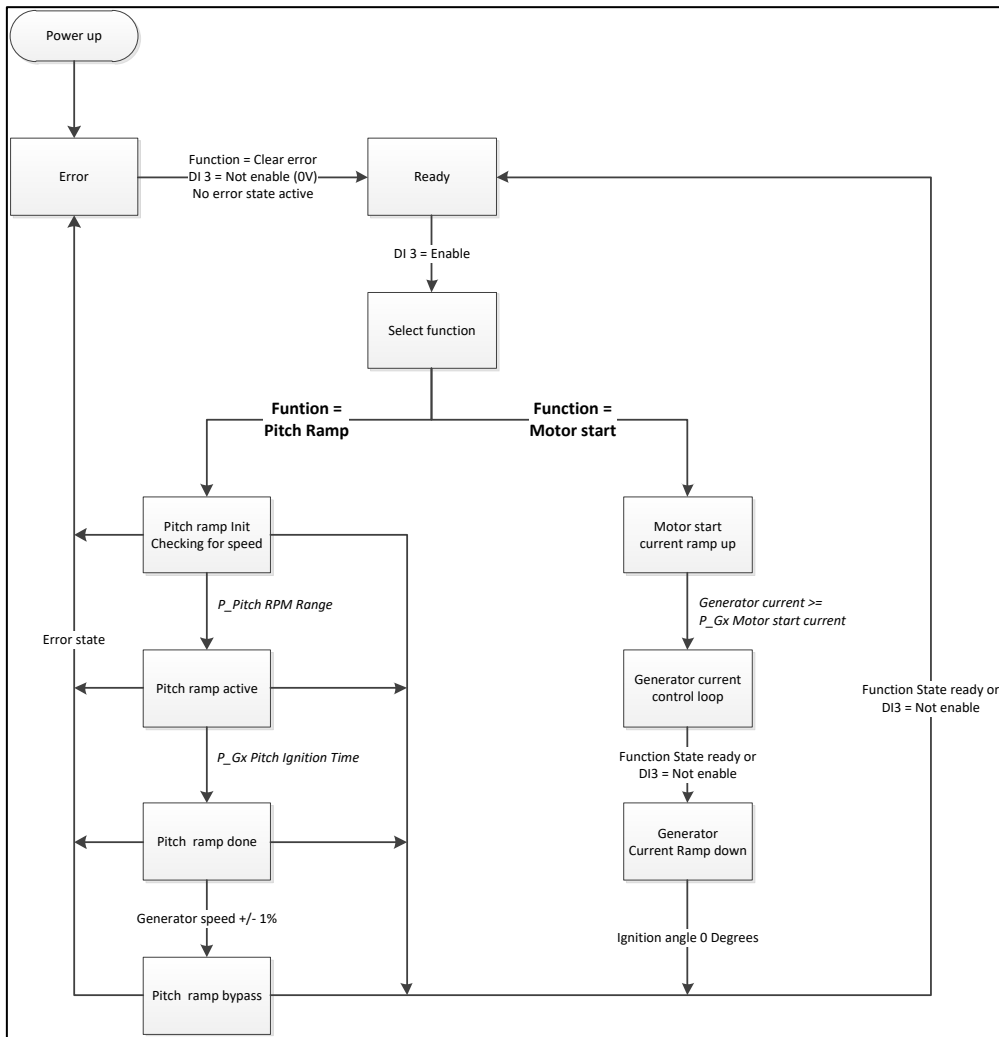 Power up
Error
Function = Clear error
DI 3 = Not enable (0V)
No error state active
Ready
DI 3 = Enable
Select function
Funtion =
Pitch Ramp
Function =
Motor start
Pitch ramp Init
Checking for speed
Motor start
current ramp up
P_Pitch RPM Range
Generator current >=
P_Gx Motor start current
Error state
Pitch ramp active
Generator current
control loop
Function State ready or
DI3 = Not enable
P_Gx Pitch Ignition Time
Function State ready or
DI3 = Not enable
Pitch ramp done
Generator
Current Ramp down
Generator speed +/- 1%
Ignition angle 0 Degrees
Pitch ramp bypass